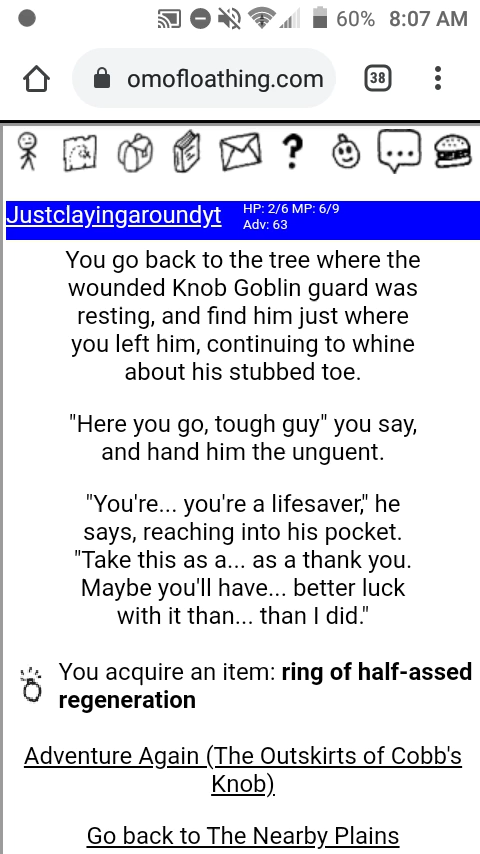 60% 8:07 AM
omofloathing.com
38
?
Justclayingaroundyt
HP: 2/6 MP: 6/9
Adv: 63
You go back to the tree where the
wounded Knob Goblin guard was
resting, and find him just where
you left him, continuing to whine
about his stubbed toe.
"Here you go, tough guy" you say,
and hand him the unguent.
"You're... you're a lifesaver," he
says, reaching into his pocket.
"Take this as a... as a thank you.
Maybe you'll have... better luck
with it than... than I did."
You acquire an item: ring of half-assed
regeneration
Adventure Again (The Outskirts of Cobb's
Knob)
Go back to The Nearby Plains